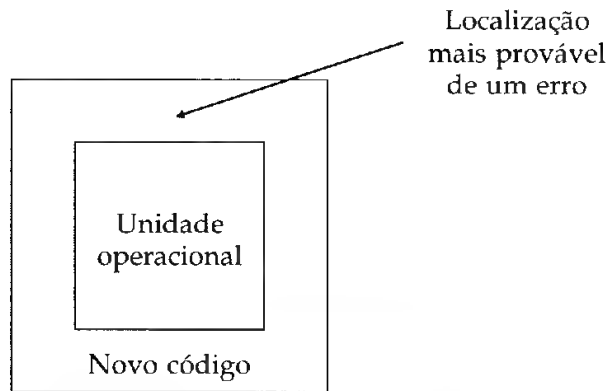 Localização
mais provável
de um erro
Unidade
operacional
Novo código